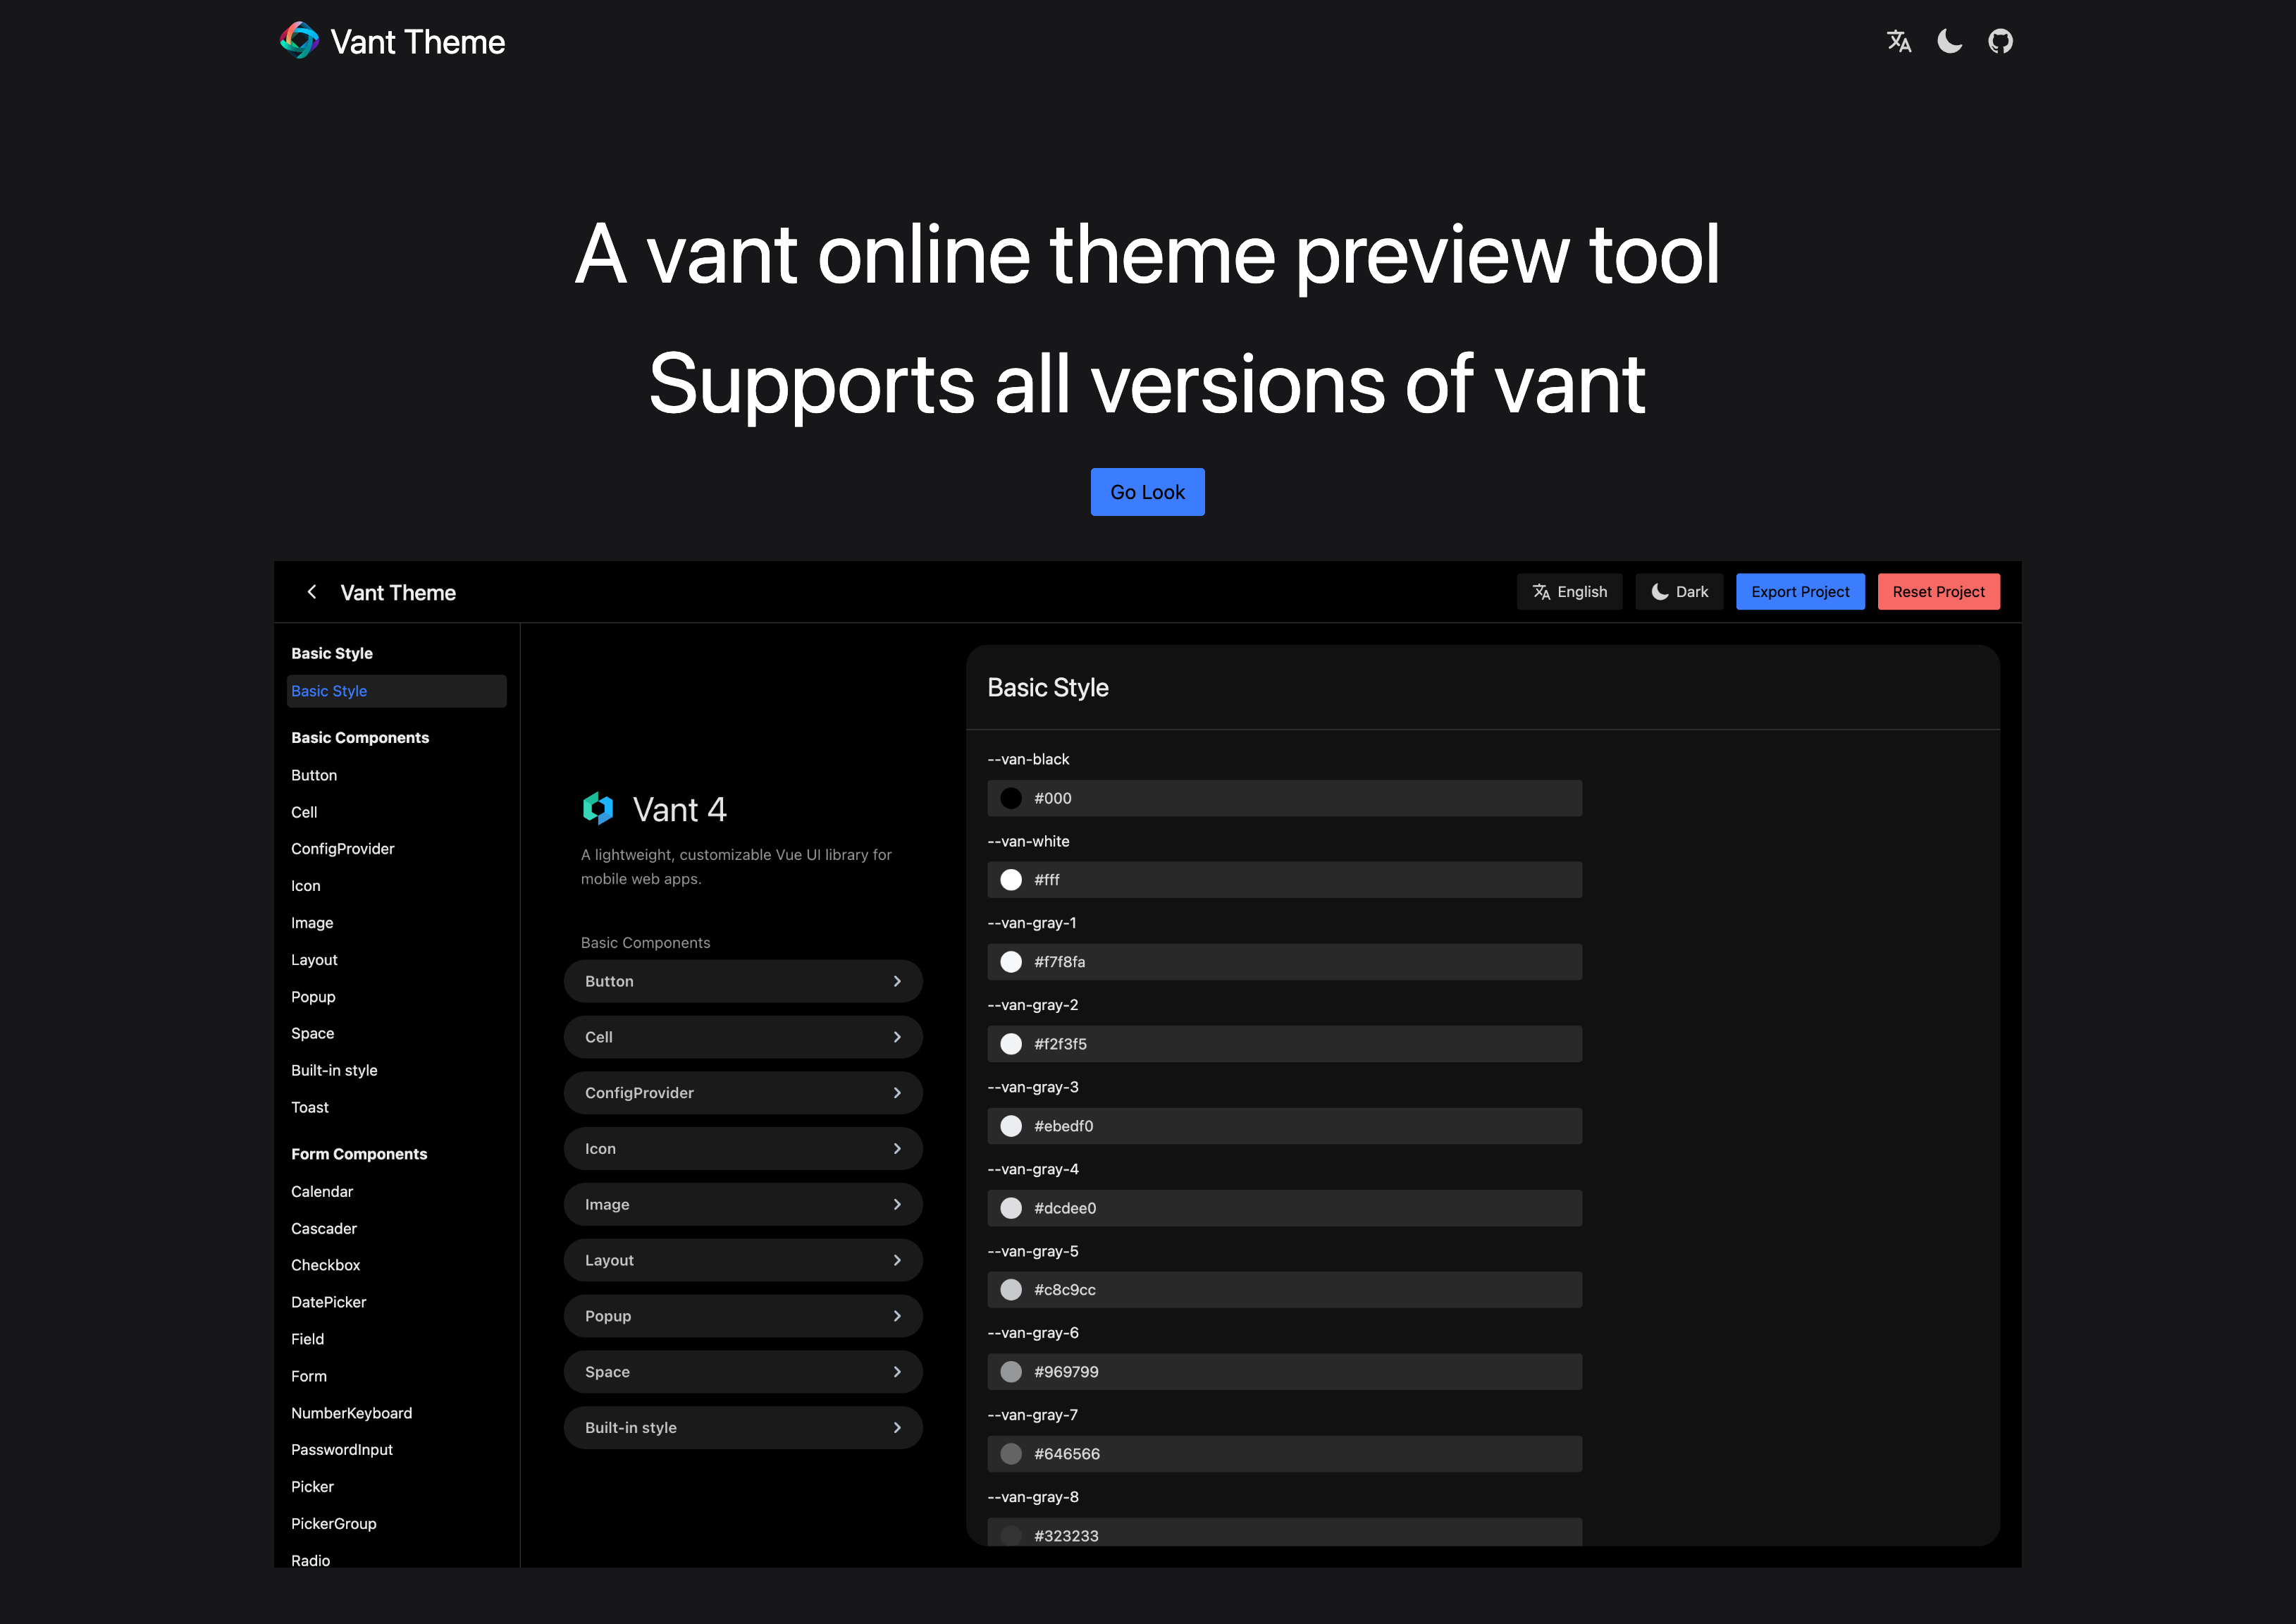 Vant Theme
A vant online theme preview tool
Supports all versions of vant
Go Look
Vant Theme
English
Dark
Export Project
Reset Project
Basic Style
Basic Style
Basic Components
Button
Cell
ConfigProvider
Icon
Image
Layout
Popup
Space
Built-in style
Toast
Form Components
Calendar
Cascader
Checkbox
DatePicker
Field
Form
NumberKeyboard
PasswordInput
Picker
PickerGroup
Radio
Vant 4
A lightweight, customizable Vue UI library for
mobile web apps.
Basic Components
Button
Cell
ConfigProvider
Icon
Image
Layout
Popup
Space
Built-in style
Basic Style
--van-black
#000
--van-white
#fff
--van-gray-1
#f7f8fa
--van-gray-2
#f2f3f5
--van-gray-3
#ebedf0
--van-gray-4
#dcdee0
--van-gray-5
#c8c9cc
--van-gray-6
#969799
--van-gray-7
#646566
--van-gray-8
#323233